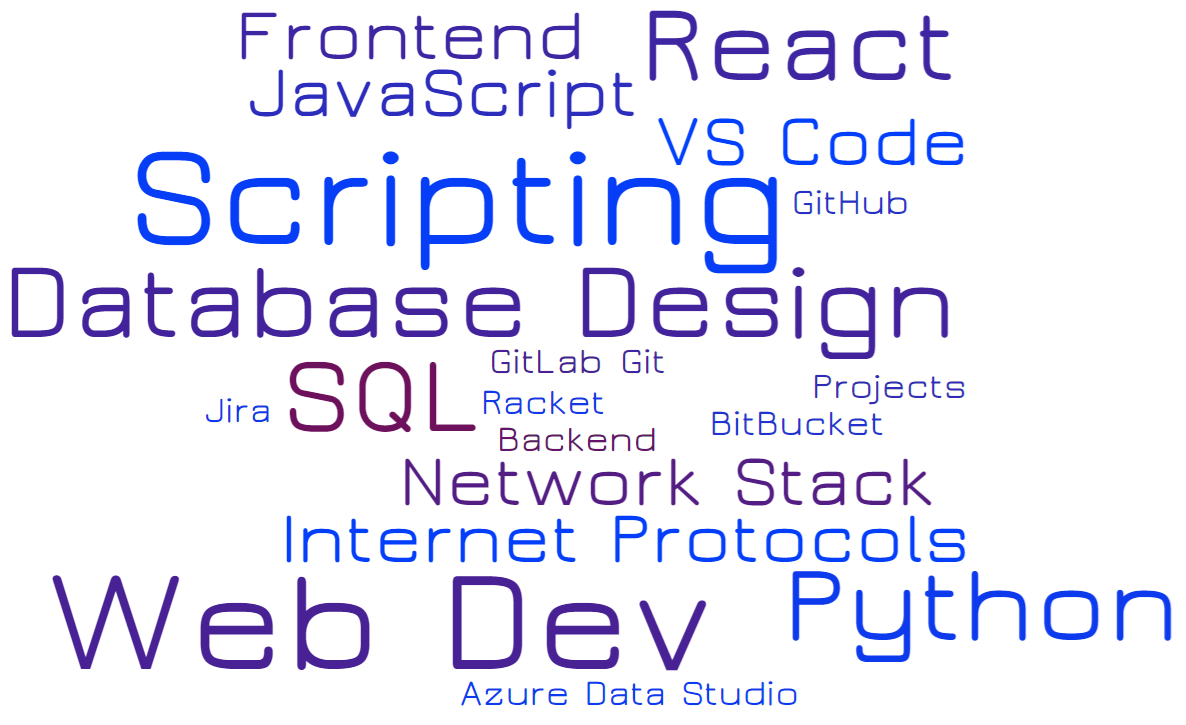 Frontend
React
JavaScript
VS Code
Scripting
GitHub
Database Design
GitLab Git
Projects
Jira
SQL
Racket
BitBucket
Backend
Network Stack
Internet Protocols
Web Dev
Python
Azure Data Studio